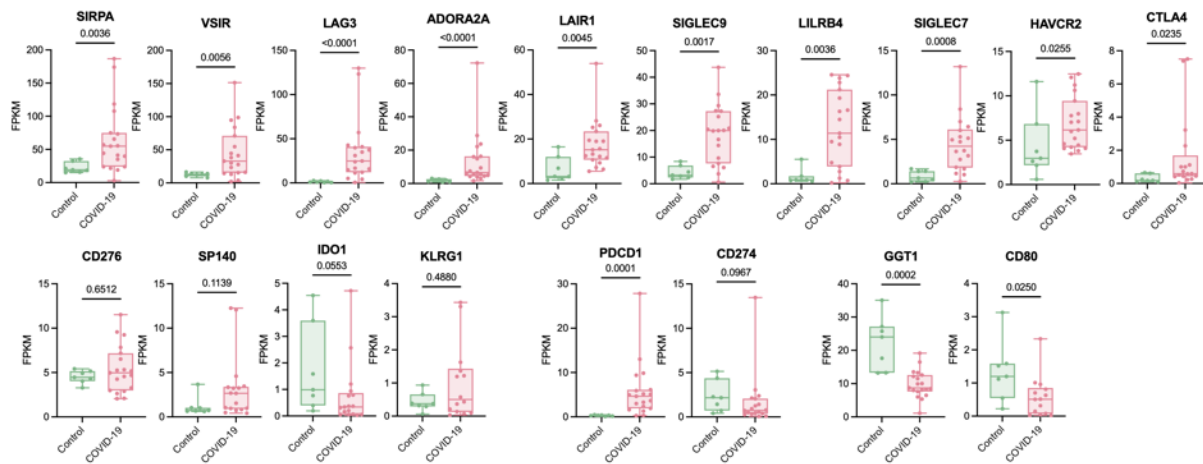 SIRPA
0.0036
FPKM
200
150
100
50
0
Control
COVID-19
VSIR
0.0056
FPKM
200
150
100
50
0
Control
COVID-19
LAG3
<0.0001
FPKM
150
100
50
0
Control
COVID-19
ADORA2A
<0.0001
FPKM
80
60
40
20
0
Control
COVID-19
LAIR1
0.0045
FPKM
60
40
20
0
Control
COVID-19
SIGLEC9
0.0017
FPKM
50
40
30
20
10
0
Control
COVID-19
LILRB4
0.0036
FPKM
30
20
10
0
Control
COVID-19
SIGLEC7
0.0008
FPKM
15
10
5
0
Control
COVID-19
HAVCR2
0.0255
FPKM
15
10
5
0
Control
COVID-19
CTLA4
0.0235
FPKM
8
6
4
2
0
Control
COVID-19
CD276
0.6512
FPKM
15
10
5
0
Control
COVID-19
SP140
0.1139
FPKM
15
10
5
0
Control
COVID-19
IDO1
0.0553
FPKM
5
4
3
2
1
0
Control
COVID-19
KLRG1
0.4880
FPKM
4
3
2
1
0
Control
COVID-19
PDCD1
0.0001
FPKM
30
20
10
0
Control
COVID-19
CD274
0.0967
FPKM
15
10
5
0
Control
COVID-19
GGT1
0.0002
FPKM
40
30
20
10
0
Control
COVID-19
CD80
0.0250
FPKM
4
3
2
1
0
Control
COVID-19